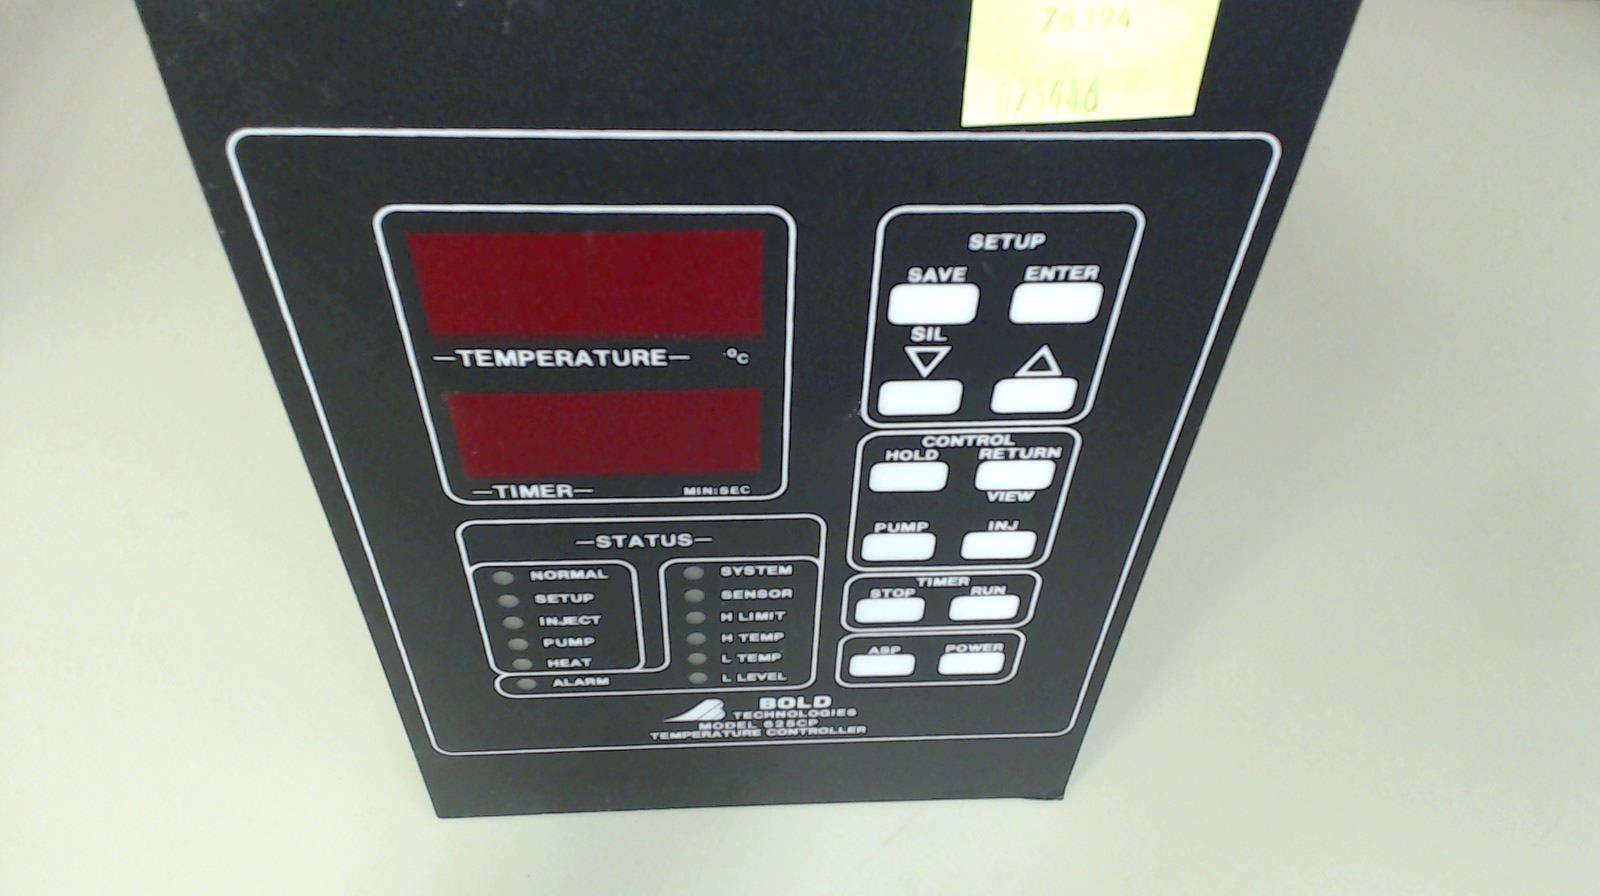 78394
075446
SETUP
SAVE ENTER
SIL
—TEMPERATURE— °C
CONTROL
HOLD RETURN
VIEW
—TIMER— MIN:SEC
PUMP INJ
—STATUS—
NORMAL SYSTEM
SETUP SENSOR
INJECT H LIMIT
PUMP H TEMP
HEAT L TEMP
ALARM L LEVEL
TIMER
STOP RUN
ASP POWER
BOLD
TECHNOLOGIES
MODEL 625CP
TEMPERATURE CONTROLLER